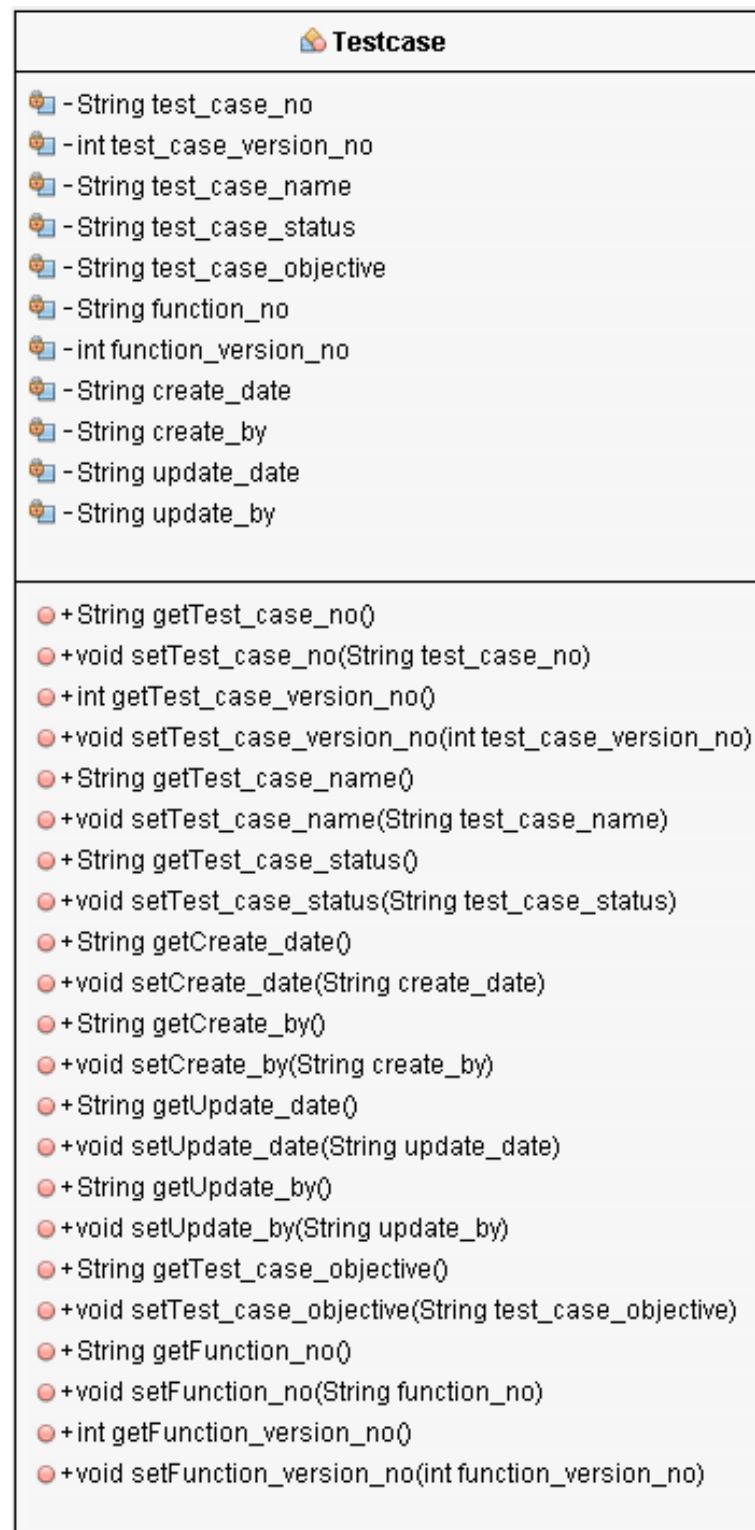 Testcase
-String test_case_no
-int test_case_version_no
-String test_case_name
-String test_case_status
-String test_case_objective
-String function_no
-int function_version_no
-String create_date
-String create_by
-String update_date
-String update_by
+String getTest_case_no()
+void setTest_case_no(String test_case_no)
+int getTest_case_version_no()
+void setTest_case_version_no(int test_case_version_no)
+String getTest_case_name()
+void setTest_case_name(String test_case_name)
+String getTest_case_status()
+void setTest_case_status(String test_case_status)
+String getCreate_date()
+void setCreate_date(String create_date)
+String getCreate_by()
+void setCreate_by(String create_by)
+String getUpdate_date()
+void setUpdate_date(String update_date)
+String getUpdate_by()
+void setUpdate_by(String update_by)
+String getTest_case_objective()
+void setTest_case_objective(String test_case_objective)
+String getFunction_no()
+void setFunction_no(String function_no)
+int getFunction_version_no()
+void setFunction_version_no(int function_version_no)